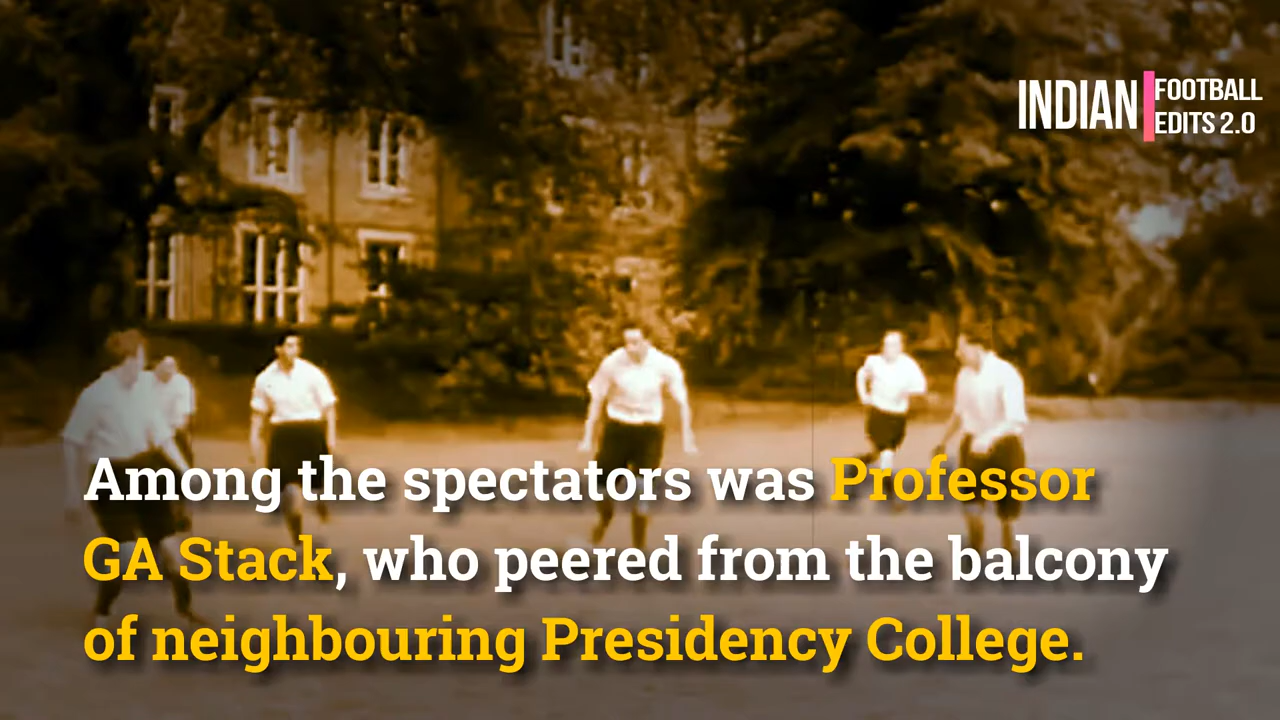 INDIAN
FOOTBALL
EDITS 2.0
Among the spectators was Professor
GA Stack, who peered from the balcony
of neighbouring Presidency College.